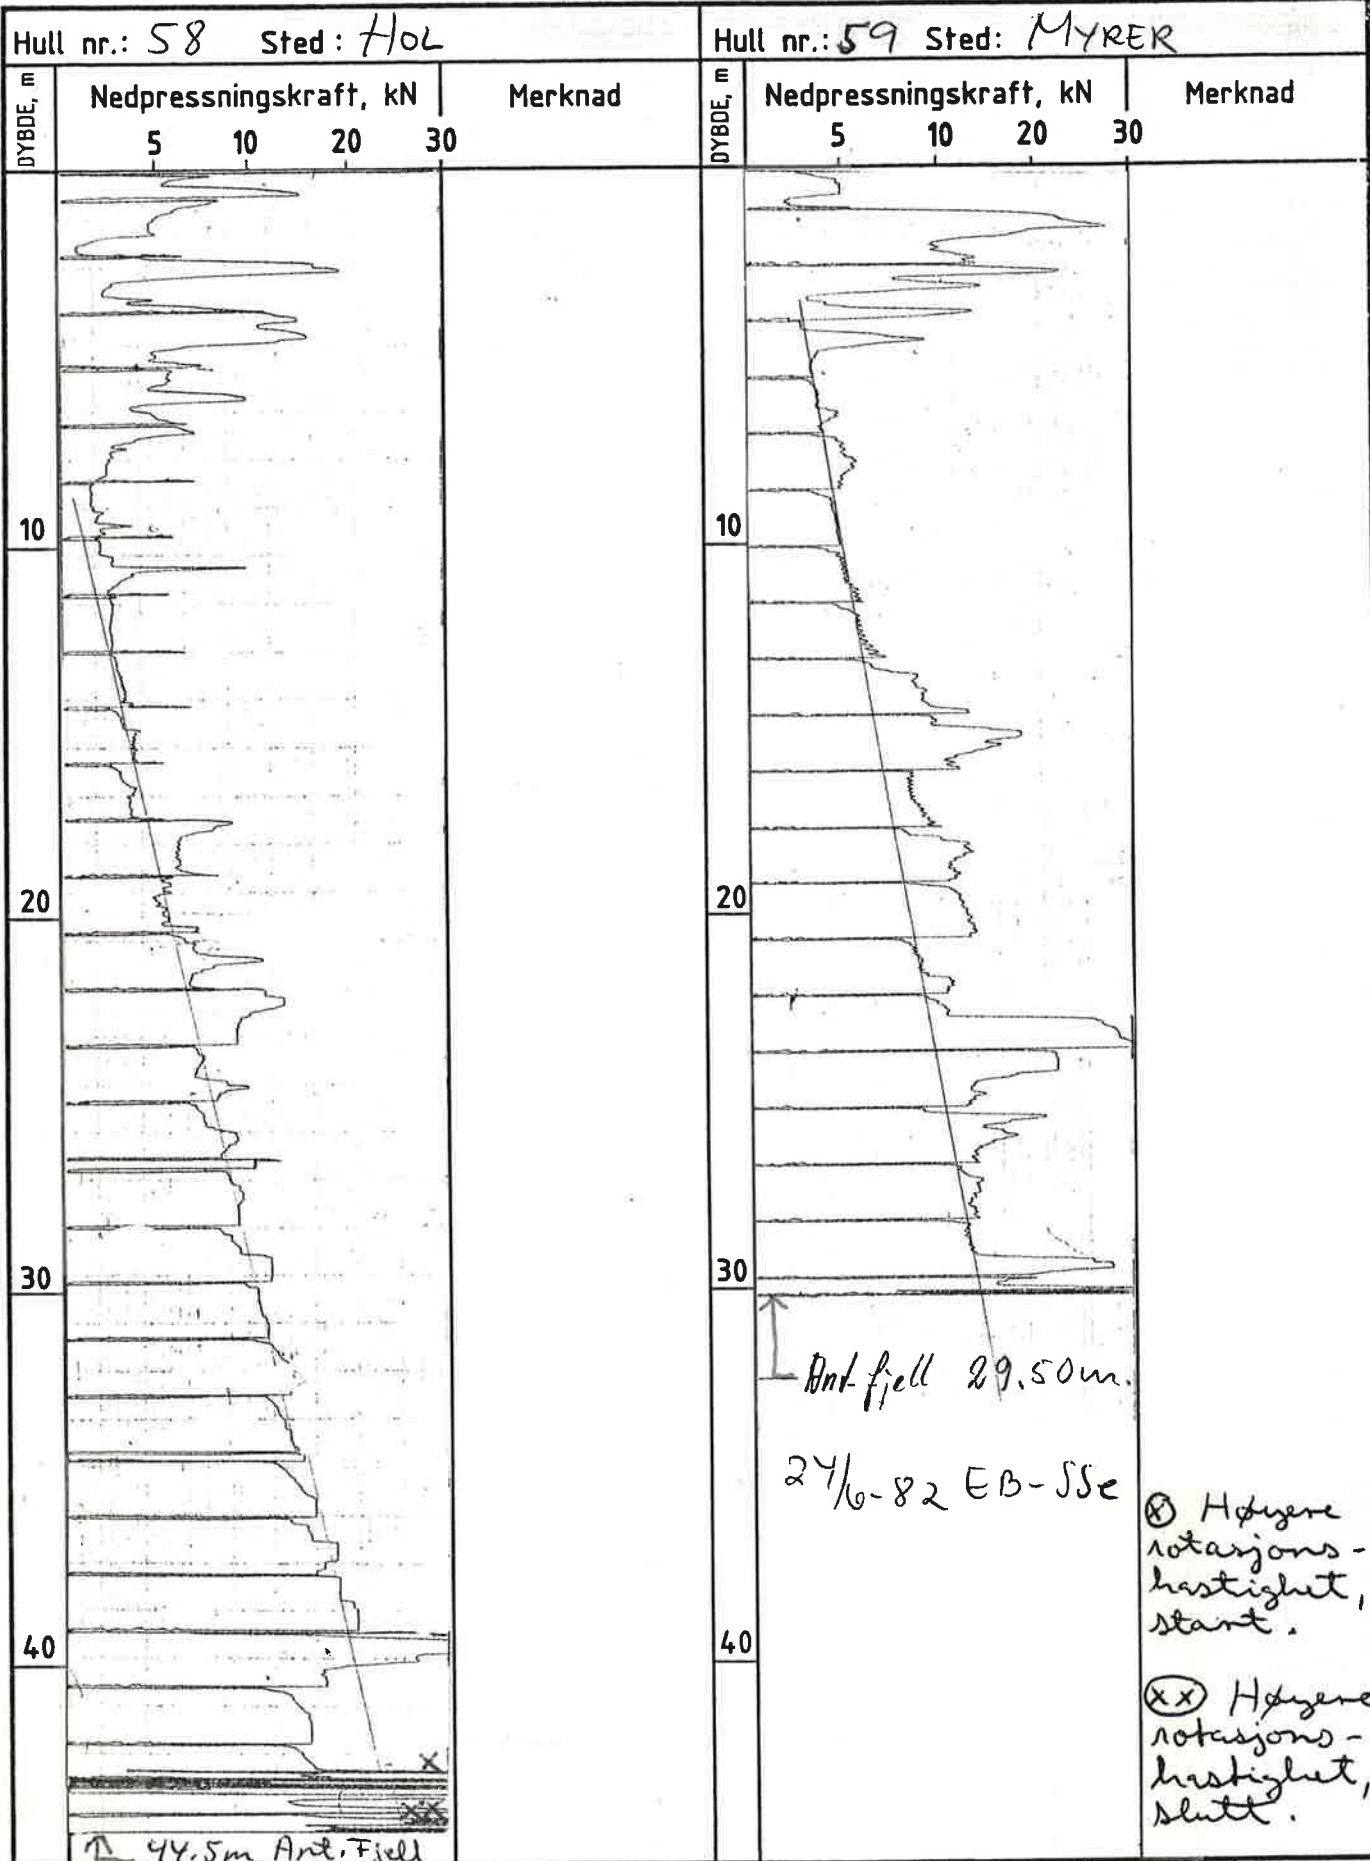 Hull nr.: 58 Sted: HOL
DYBDE, m
Nedpressningskraft, kN
Merknad
5 10 20 30
10
20
30
40
x
xx
44.5m Ant. Fjell
Hull nr.: 59 Sted: MYRER
DYBDE, m
Nedpressningskraft, kN
Merknad
5 10 20 30
10
20
30
Ant. fjell 29.50m.
24/6-82 EB-SSe
40
(x) Høyere
rotasjons-
hastighet,
start.
(xx) Høyere
rotasjons-
hastighet,
slutt.